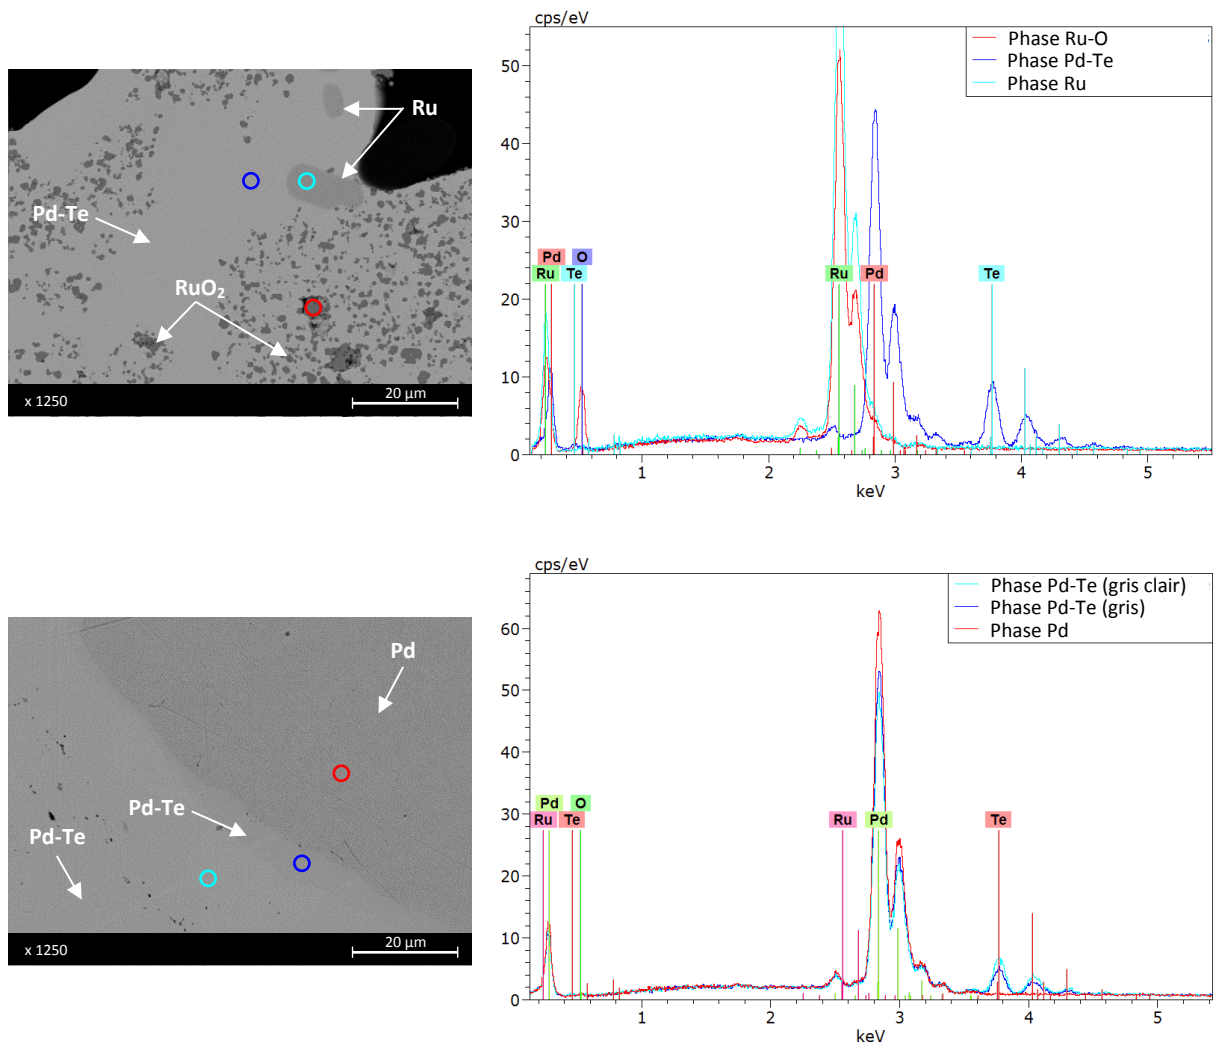 Ru
Pd-Te
RuO₂
x 1250
20 µm
cps/eV
Phase Ru-O
Phase Pd-Te
Phase Ru
50
40
30
20
10
0
Pd O
Ru Te Ru Pd Te
1 2 3 4 5
keV
Pd
Pd-Te
Pd-Te
x 1250
20 µm
cps/eV
Phase Pd-Te (gris clair)
Phase Pd-Te (gris)
Phase Pd
60
50
40
30
20
10
0
Pd O
Ru Te Ru Pd Te
1 2 3 4 5
keV